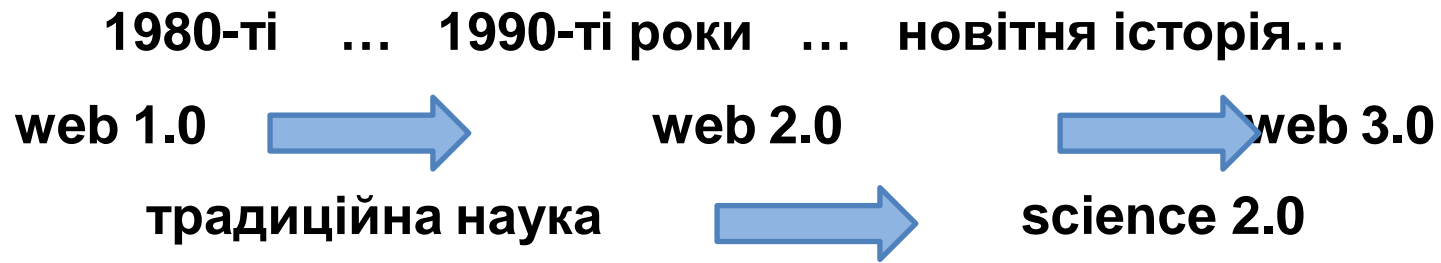 1980-ті … 1990-ті роки … новітня історія…
web 1.0 web 2.0 web 3.0
традиційна наука science 2.0